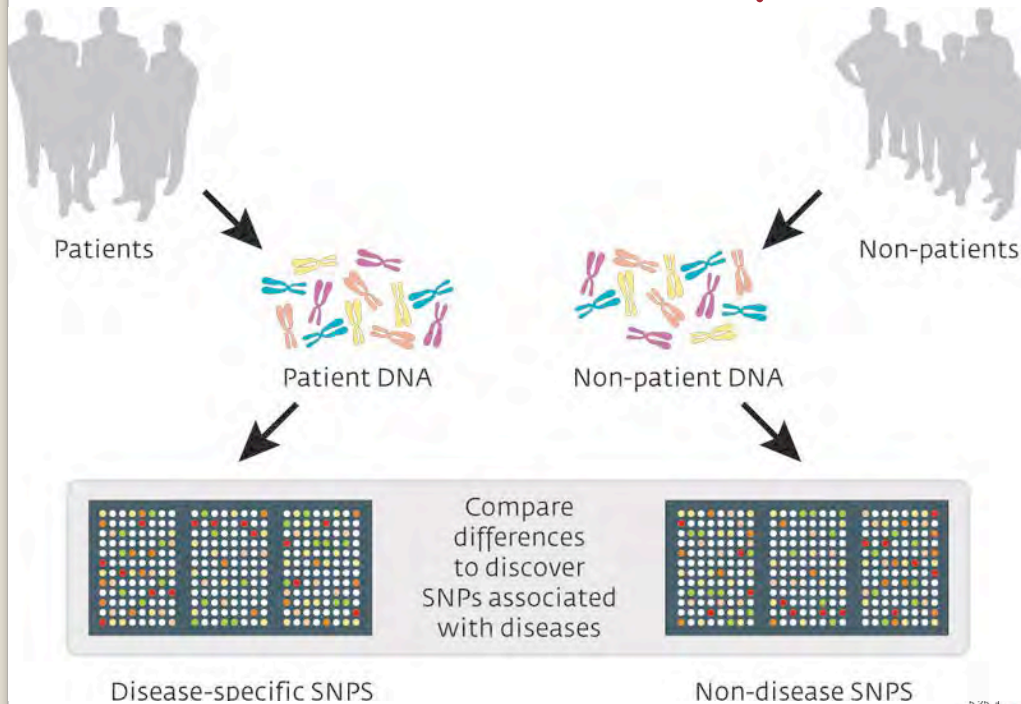 Patients
Non-patients
Patient DNA
Non-patient DNA
Compare
differences
to discover
SNPs associated
with diseases
Disease-specific SNPS
Non-disease SNPS